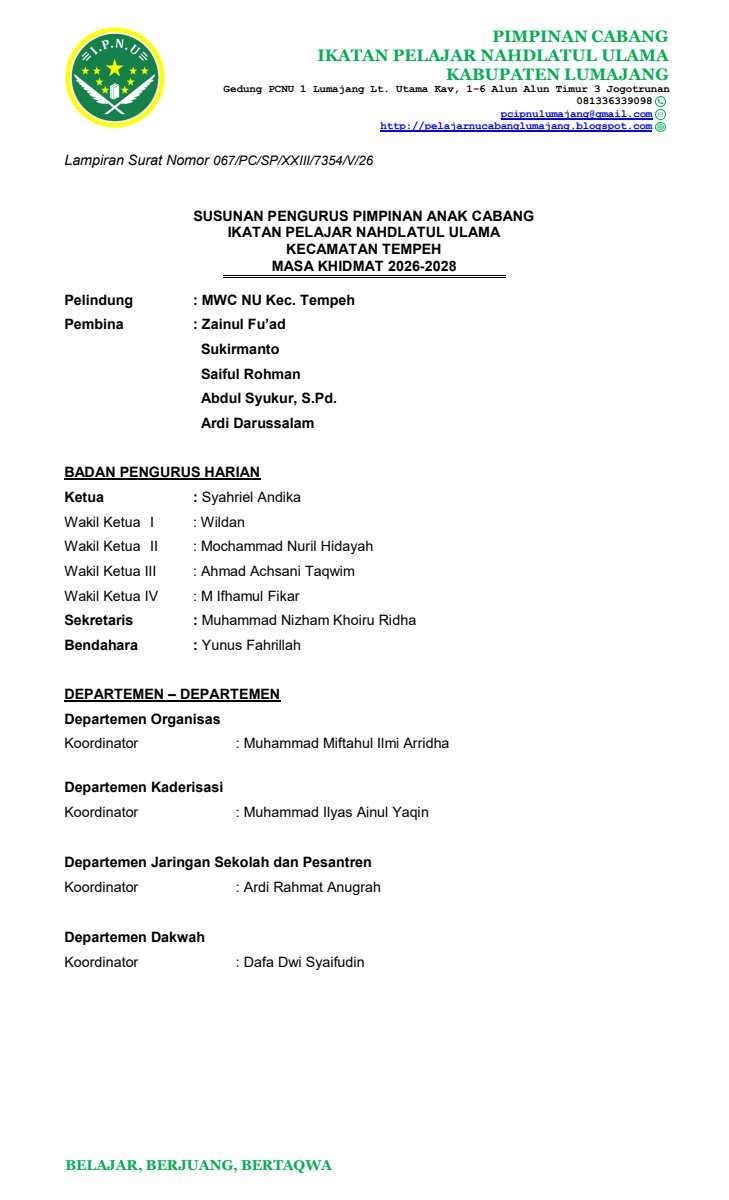 I.P.N.U
PIMPINAN CABANG
IKATAN PELAJAR NAHDLATUL ULAMA
KABUPATEN LUMAJANG
Gedung PCNU 1 Lumajang Lt. Utama Kav, 1-6 Alun Alun Timur 3 Jogotrunan
081336339098
pcipnulumajang@gmail.com
http://pelajarnucabanglumajang.blogspot.com
Lampiran Surat Nomor 067/PC/SP/XXIII/7354/V/26
SUSUNAN PENGURUS PIMPINAN ANAK CABANG
IKATAN PELAJAR NAHDLATUL ULAMA
KECAMATAN TEMPEH
MASA KHIDMAT 2026-2028
Pelindung : MWC NU Kec. Tempeh
Pembina : Zainul Fu’ad
Sukirmanto
Saiful Rohman
Abdul Syukur, S.Pd.
Ardi Darussalam
BADAN PENGURUS HARIAN
Ketua : Syahriel Andika
Wakil Ketua I : Wildan
Wakil Ketua II : Mochammad Nuril Hidayah
Wakil Ketua III : Ahmad Achsani Taqwim
Wakil Ketua IV : M Ifhamul Fikar
Sekretaris : Muhammad Nizham Khoiru Ridha
Bendahara : Yunus Fahrillah
DEPARTEMEN – DEPARTEMEN
Departemen Organisas
Koordinator : Muhammad Miftahul Ilmi Arridha
Departemen Kaderisasi
Koordinator : Muhammad Ilyas Ainul Yaqin
Departemen Jaringan Sekolah dan Pesantren
Koordinator : Ardi Rahmat Anugrah
Departemen Dakwah
Koordinator : Dafa Dwi Syaifudin
BELAJAR, BERJUANG, BERTAQWA